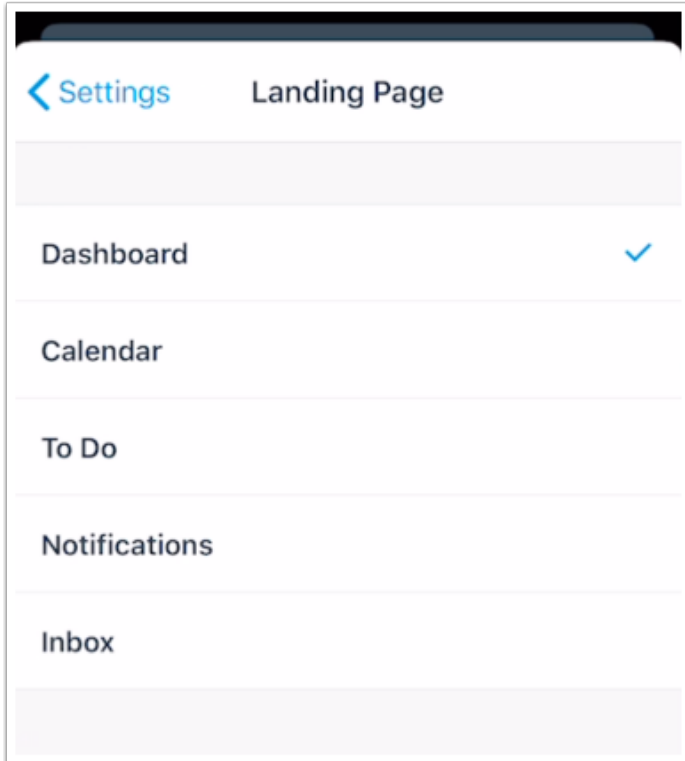 Settings
Landing Page
Dashboard
Calendar
To Do
Notifications
Inbox